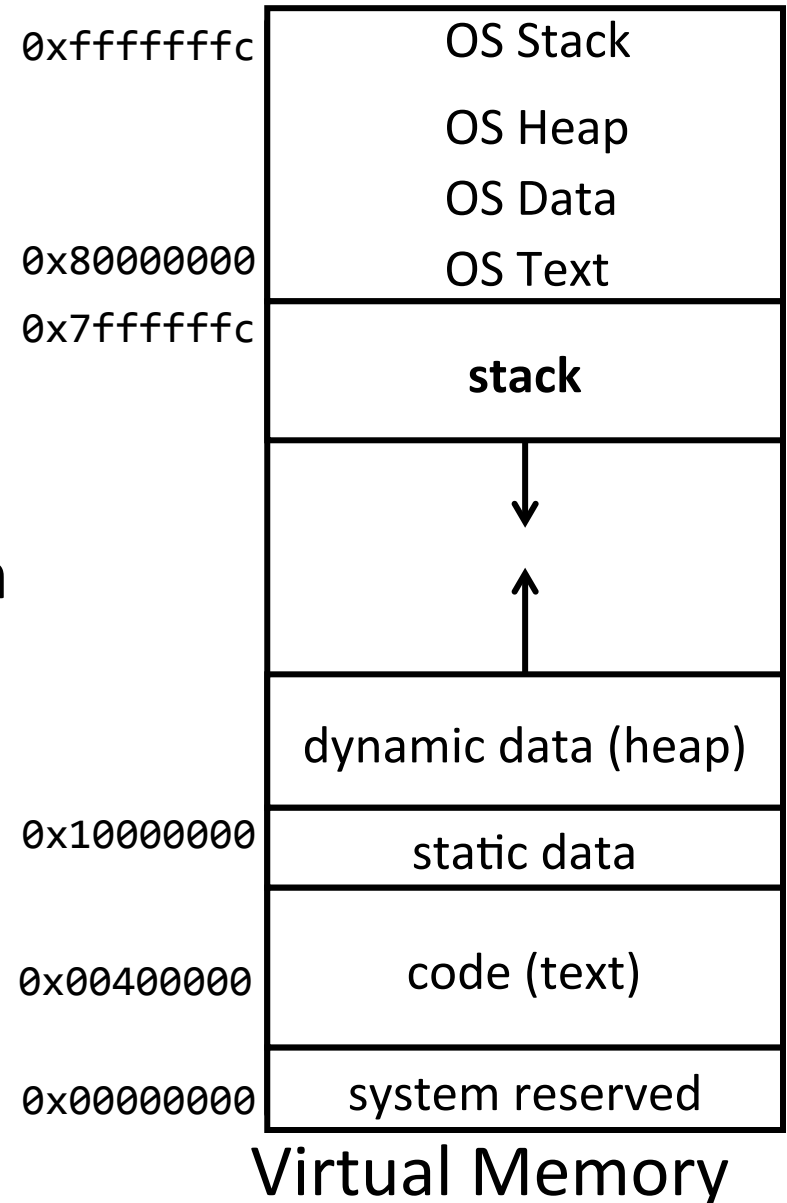 0xfffffffc OS Stack
OS Heap
OS Data
0x80000000 OS Text
0x7ffffffc
stack
dynamic data (heap)
0x10000000
static data
0x00400000 code (text)
0x00000000 system reserved
Virtual Memory